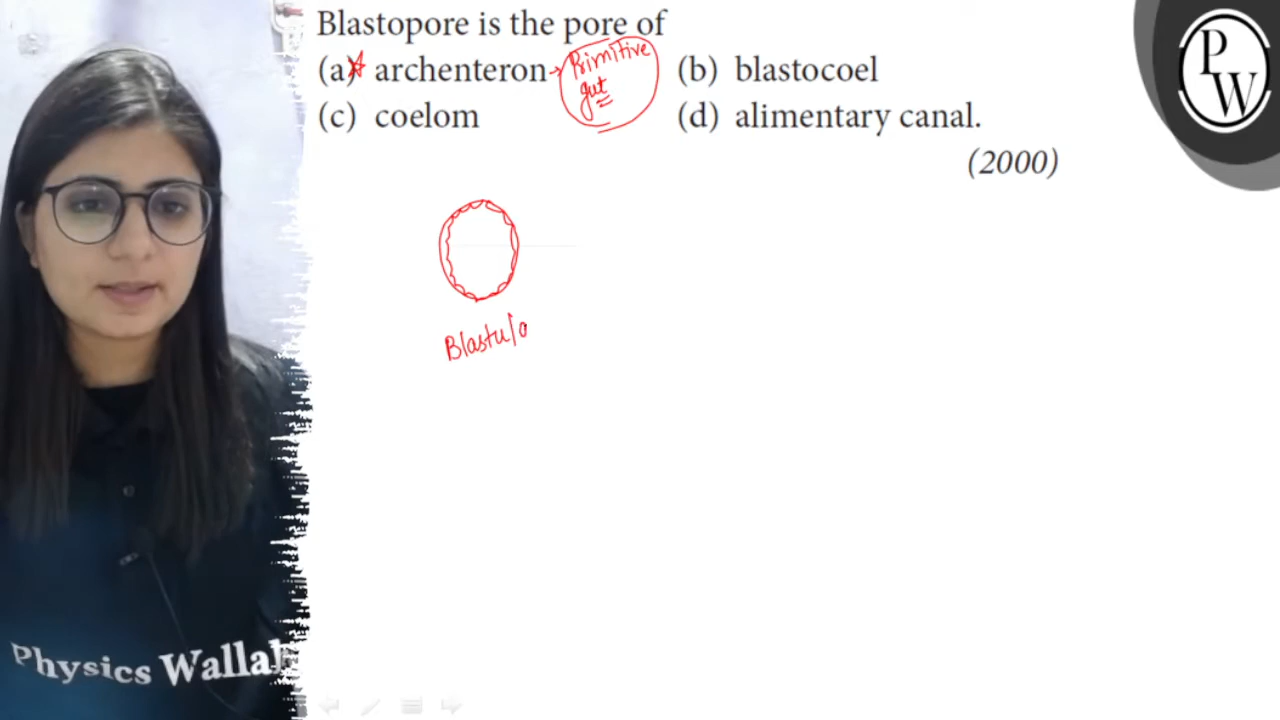 Blastopore is the pore of
(a) archenteron → Primitive gut
(b) blastocoel
(c) coelom
(d) alimentary canal.
(2000)
Blastula
PW
Physics Wallah